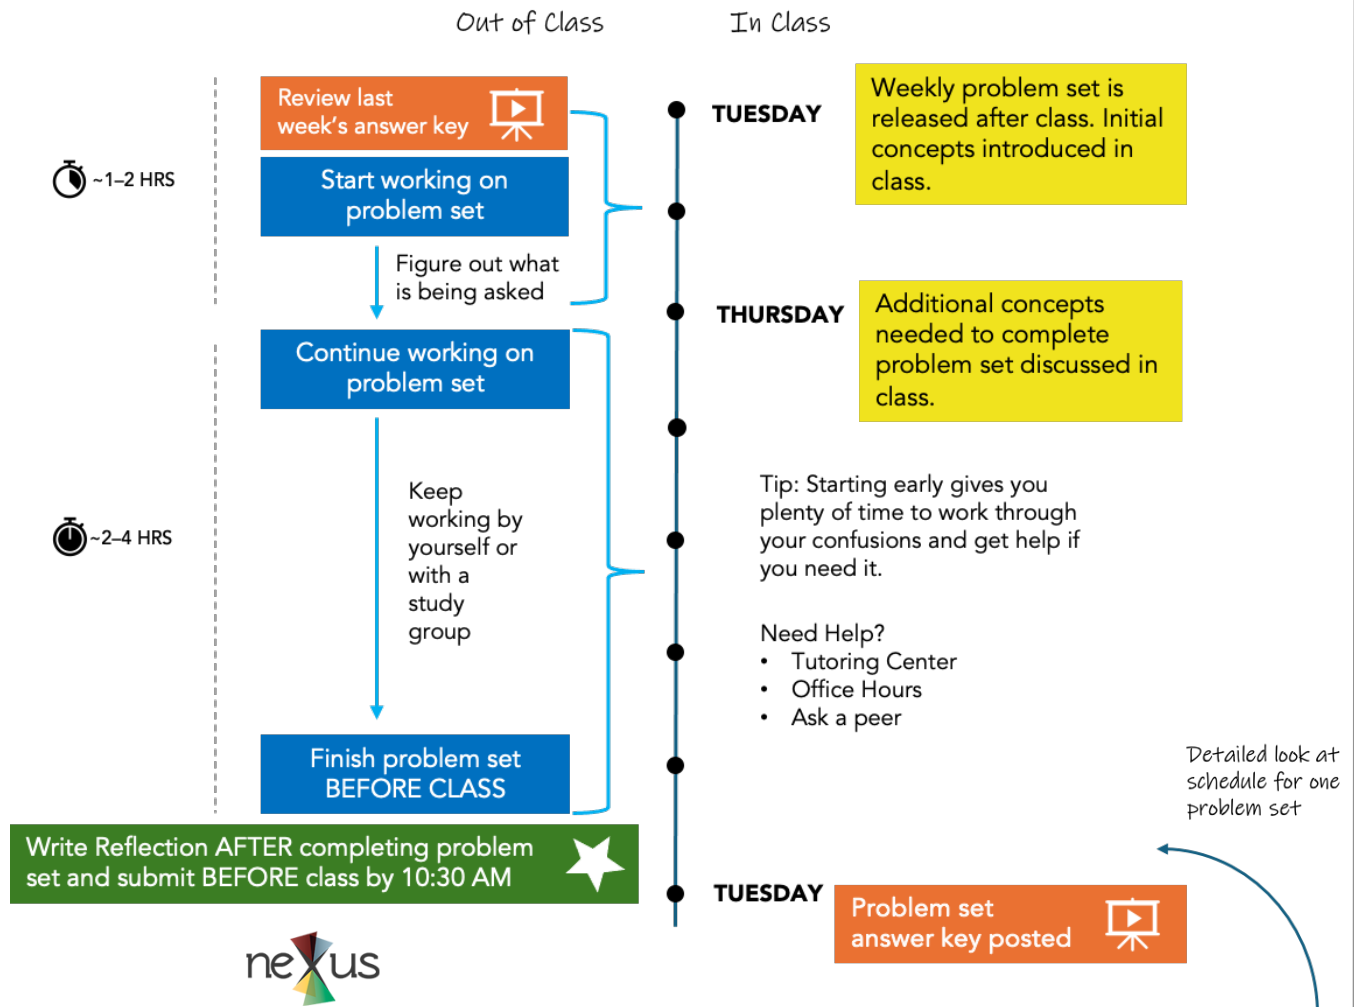 Out of Class
In Class
Review last
week's answer key
~1–2 HRS
Start working on
problem set
Figure out what
is being asked
TUESDAY
Weekly problem set is
released after class. Initial
concepts introduced in
class.
THURSDAY
Additional concepts
needed to complete
problem set discussed in
class.
Continue working on
problem set
~2–4 HRS
Keep
working by
yourself or
with a
study
group
Tip: Starting early gives you
plenty of time to work through
your confusions and get help if
you need it.
Need Help?
• Tutoring Center
• Office Hours
• Ask a peer
Finish problem set
BEFORE CLASS
Detailed look at
schedule for one
problem set
Write Reflection AFTER completing problem
set and submit BEFORE class by 10:30 AM
TUESDAY
Problem set
answer key posted
neXus